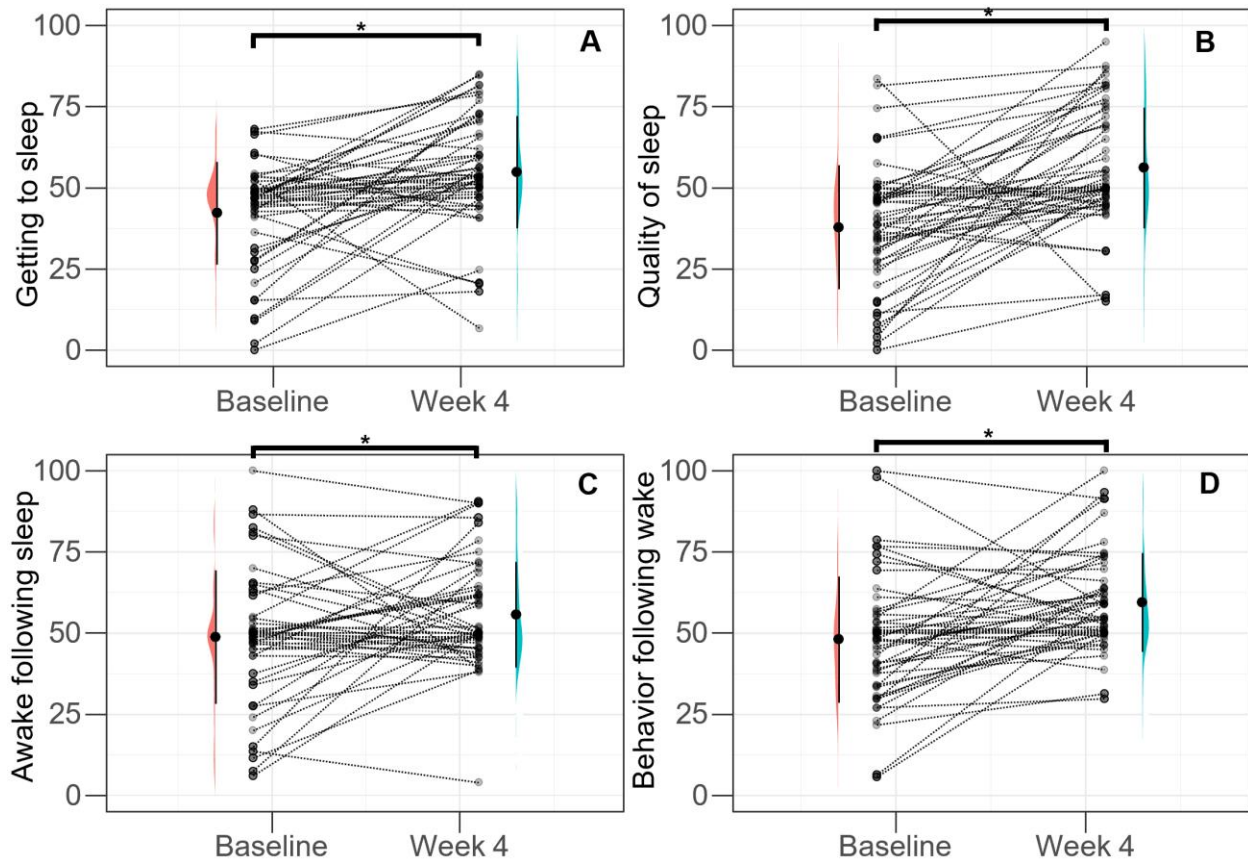 Getting to sleep
100
75
50
25
0
*
A
Baseline
Week 4
Quality of sleep
100
75
50
25
0
*
B
Baseline
Week 4
Awake following sleep
100
75
50
25
0
*
C
Baseline
Week 4
Behavior following wake
100
75
50
25
0
*
D
Baseline
Week 4